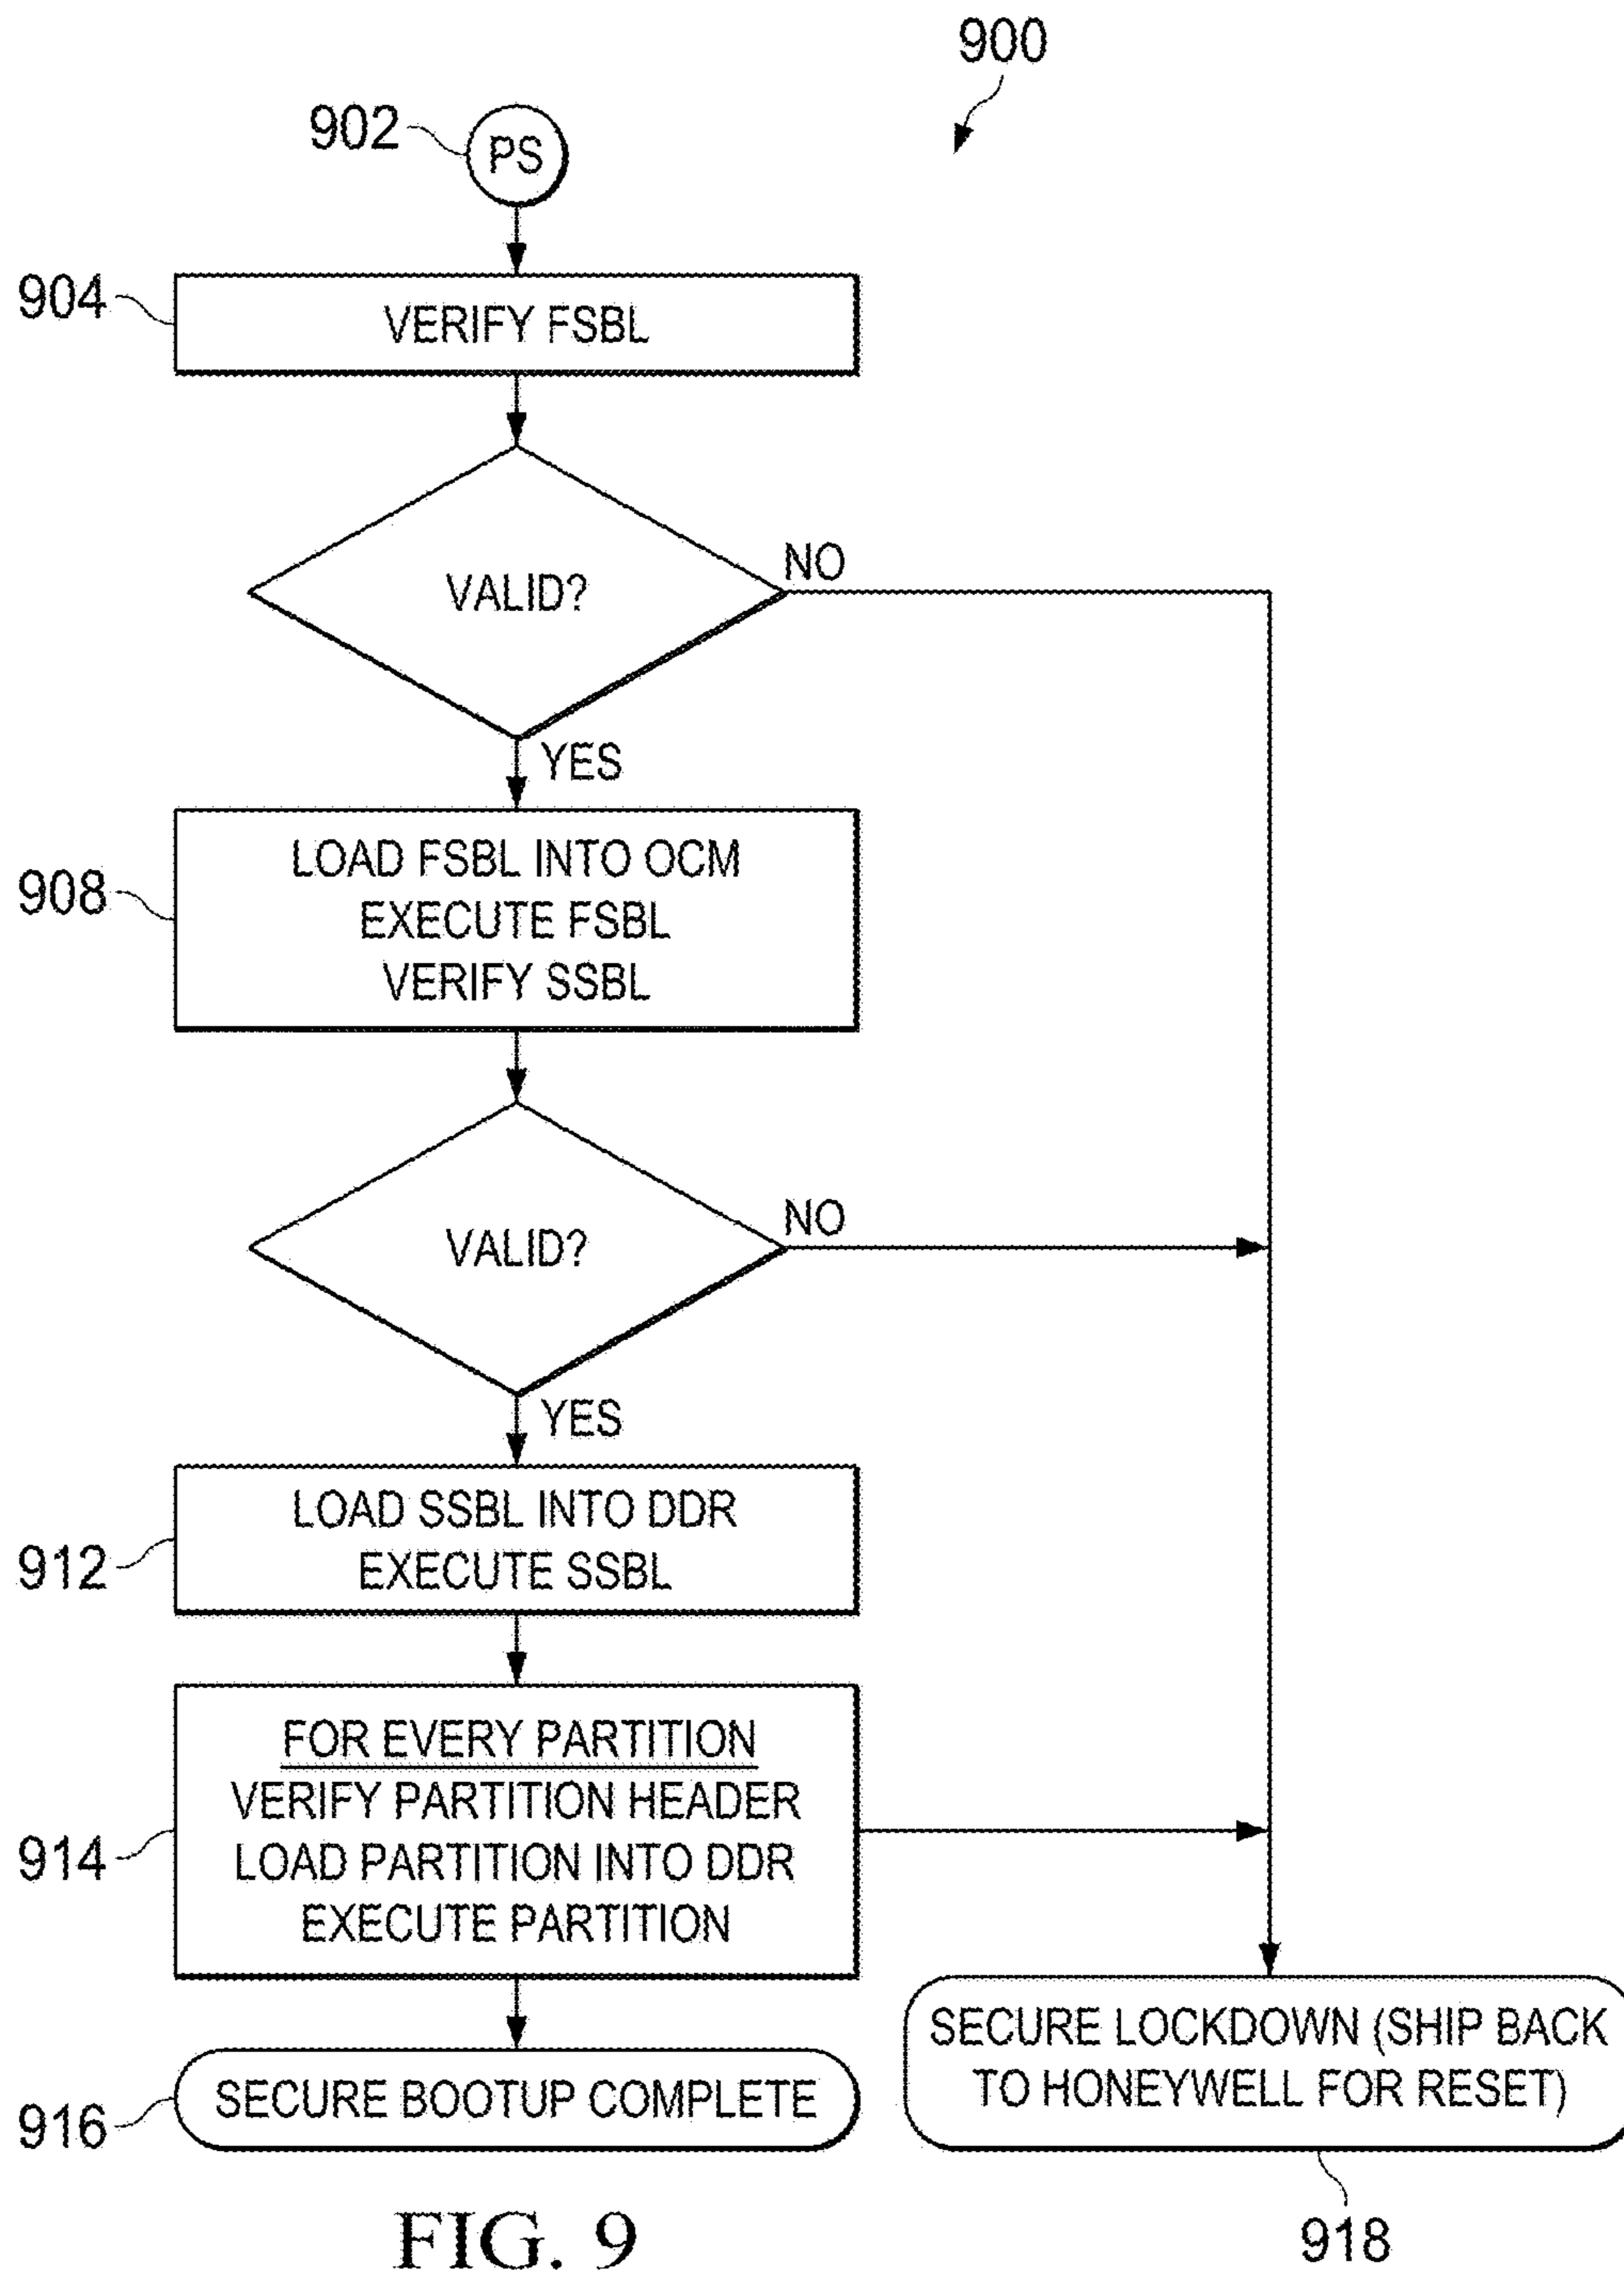 900
902
PS
904
VERIFY FSBL
VALID?
NO
YES
908
LOAD FSBL INTO OCM
EXECUTE FSBL
VERIFY SSBL
VALID?
NO
YES
912
LOAD SSBL INTO DDR
EXECUTE SSBL
914
FOR EVERY PARTITION
VERIFY PARTITION HEADER
LOAD PARTITION INTO DDR
EXECUTE PARTITION
916
SECURE BOOTUP COMPLETE
SECURE LOCKDOWN (SHIP BACK
TO HONEYWELL FOR RESET)
918
FIG. 9